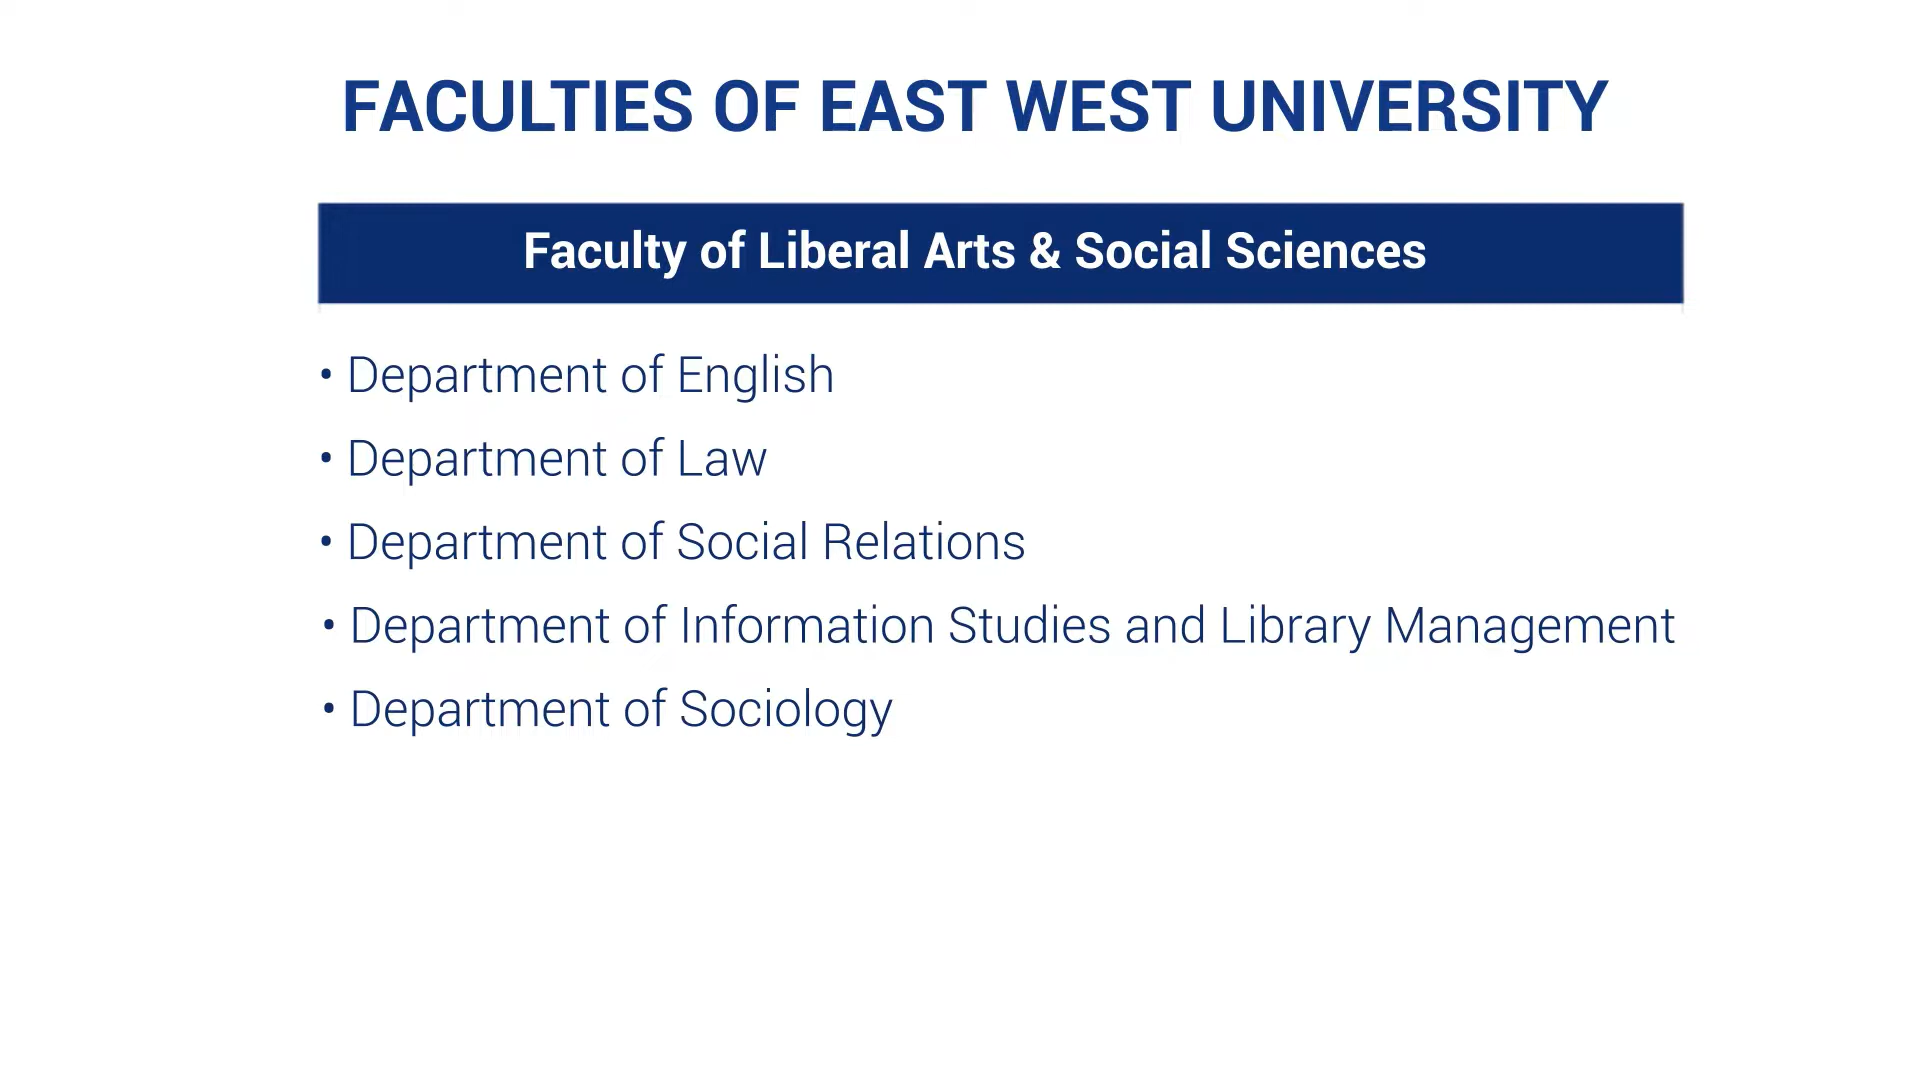 FACULTIES OF EAST WEST UNIVERSITY
Faculty of Liberal Arts & Social Sciences
• Department of English
• Department of Law
• Department of Social Relations
• Department of Information Studies and Library Management
• Department of Sociology